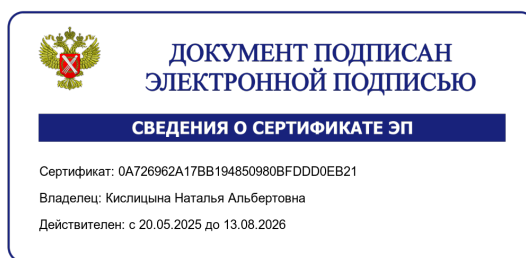 ДОКУМЕНТ ПОДПИСАН
ЭЛЕКТРОННОЙ ПОДПИСЬЮ
СВЕДЕНИЯ О СЕРТИФИКАТЕ ЭП
Сертификат: 0A726962A17BB194850980BFDDD0EB21
Владелец: Кислицына Наталья Альбертовна
Действителен: с 20.05.2025 до 13.08.2026